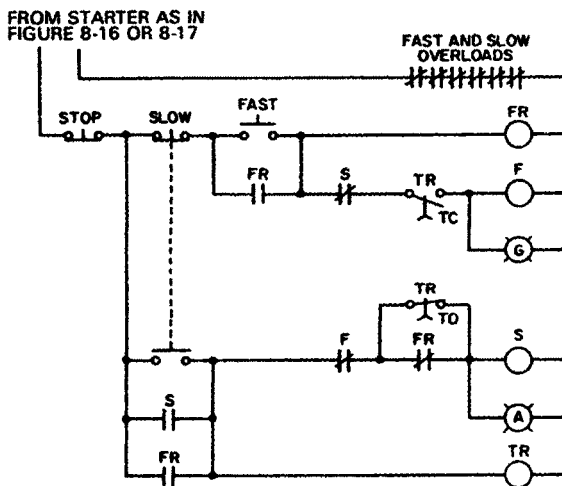 FROM STARTER AS IN
FIGURE 8-16 OR 8-17
FAST AND SLOW
OVERLOADS
STOP
SLOW
FAST
FR
FR
S
TR
TC
F
G
TR
TO
F
FR
S
S
A
FR
TR